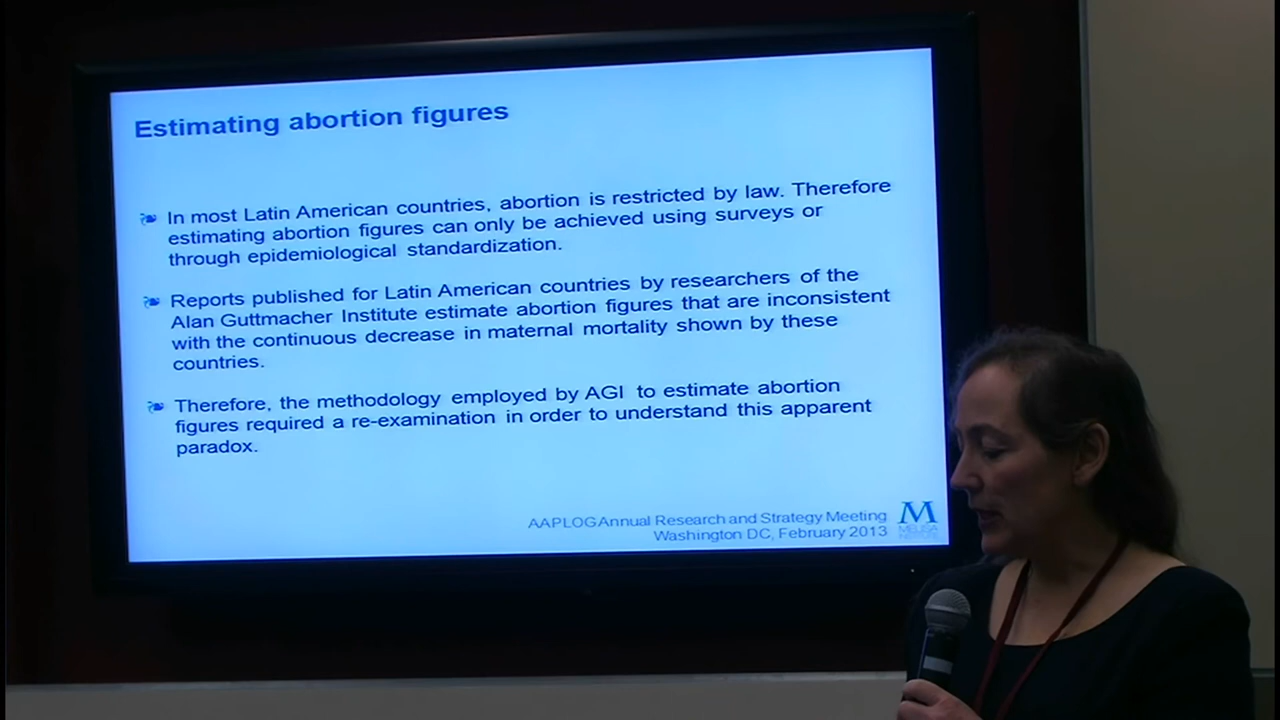 Estimating abortion figures
In most Latin American countries, abortion is restricted by law. Therefore
estimating abortion figures can only be achieved using surveys or
through epidemiological standardization.
Reports published for Latin American countries by researchers of the
Alan Guttmacher Institute estimate abortion figures that are inconsistent
with the continuous decrease in maternal mortality shown by these
countries.
Therefore, the methodology employed by AGI to estimate abortion
figures required a re-examination in order to understand this apparent
paradox.
AAPLOG Annual Research and Strategy Meeting
Washington DC, February 2013
M
MELISA